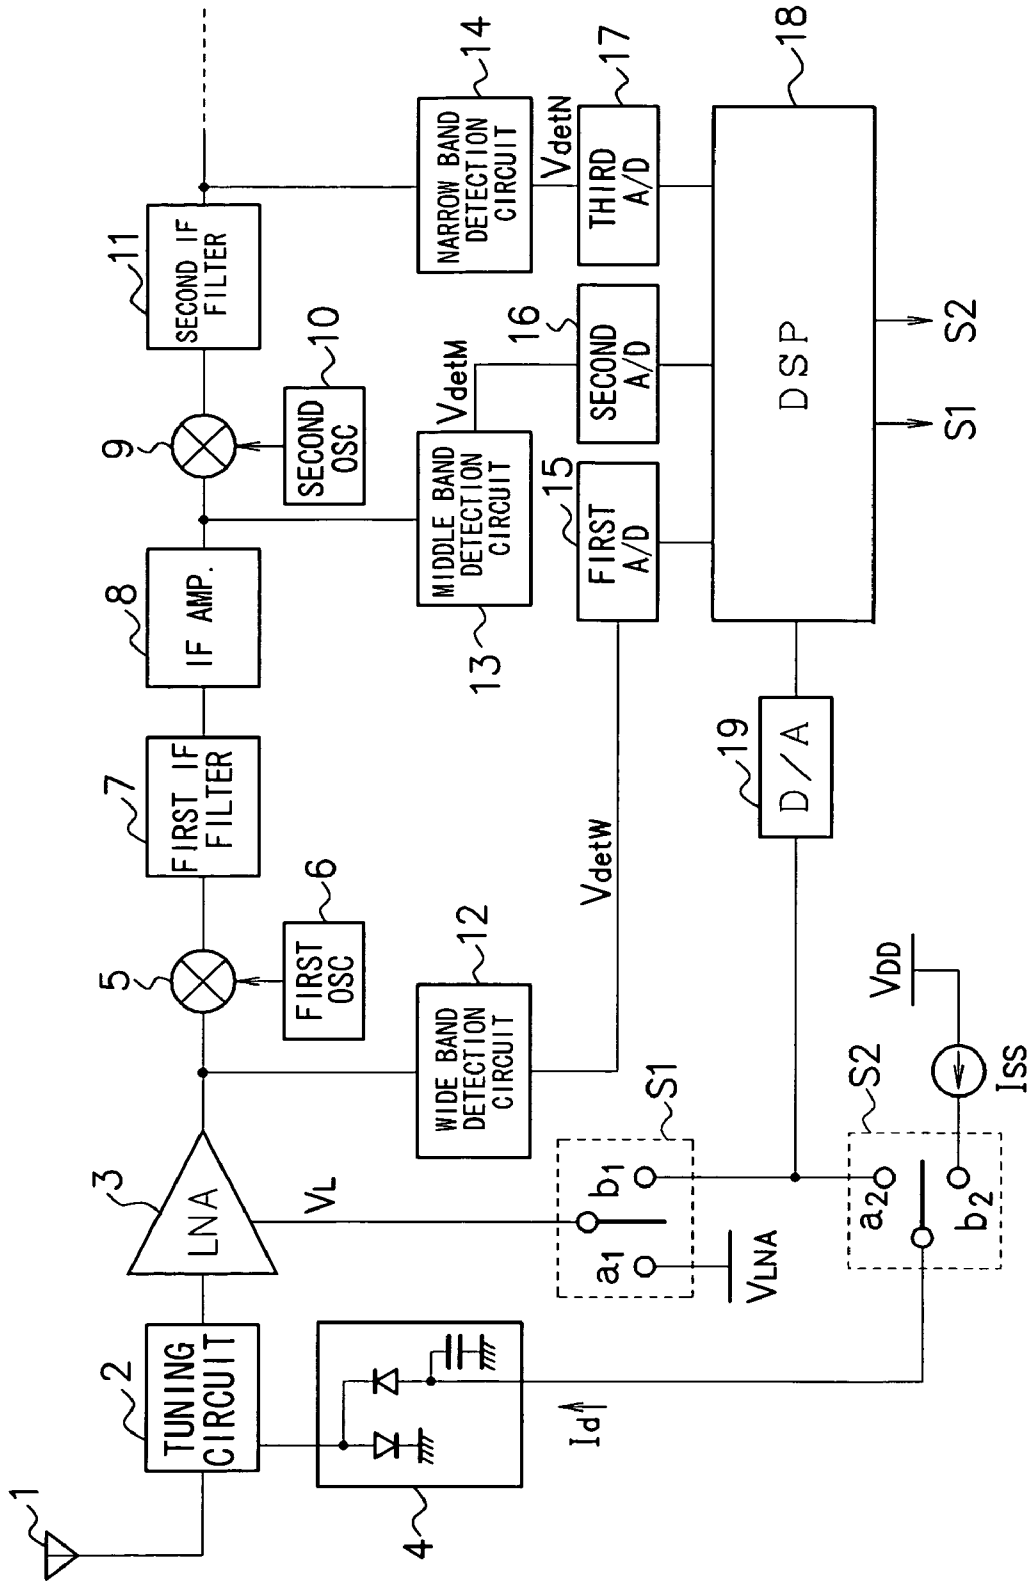 1
2
TUNING
CIRCUIT
3
LNA
5
6
FIRST
OSC
7
FIRST IF
FILTER
8
IF AMP.
9
10
SECOND
OSC
11
SECOND IF
FILTER
4
Id
VL
12
WIDE BAND
DETECTION
CIRCUIT
VdetW
13
MIDDLE BAND
DETECTION
CIRCUIT
VdetM
14
NARROW BAND
DETECTION
CIRCUIT
VdetN
15
FIRST
A/D
16
SECOND
A/D
17
THIRD
A/D
S1
a1
b1
VLNA
19
D/A
18
DSP
S1
S2
S2
a2
b2
VDD
ISS